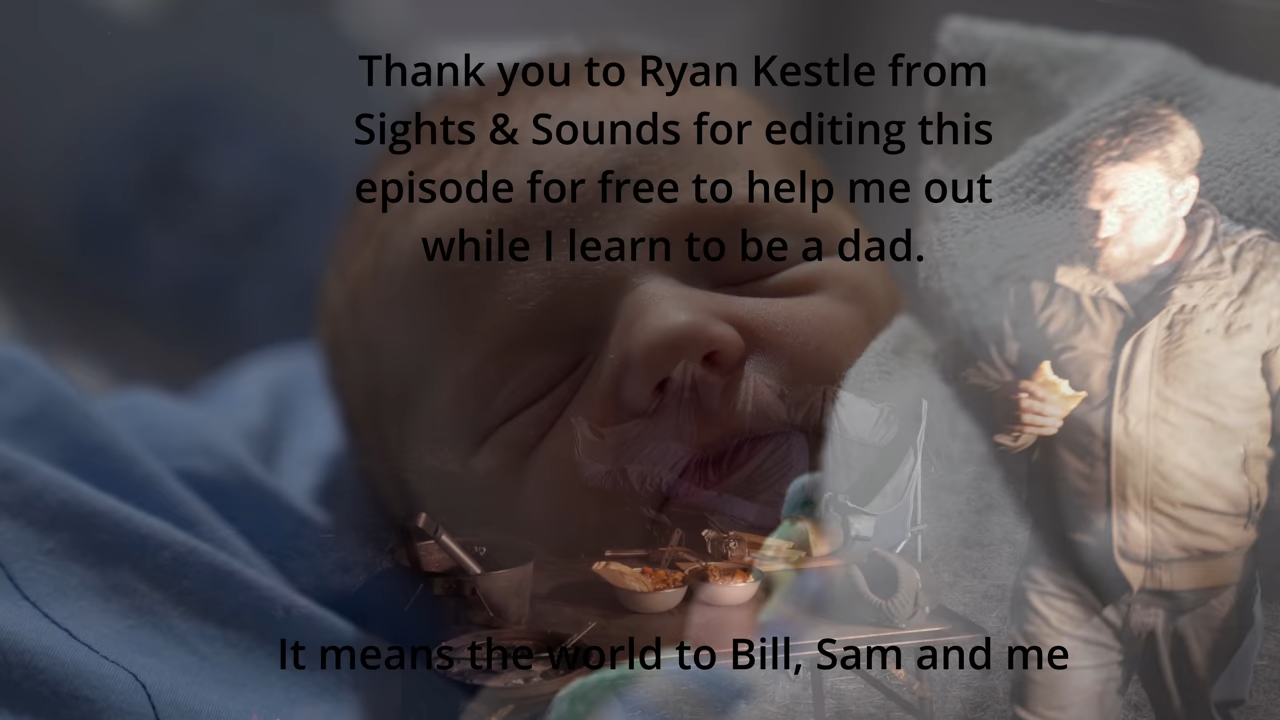 Thank you to Ryan Kestle from
Sights & Sounds for editing this
episode for free to help me out
while I learn to be a dad.
It means the world to Bill, Sam and me